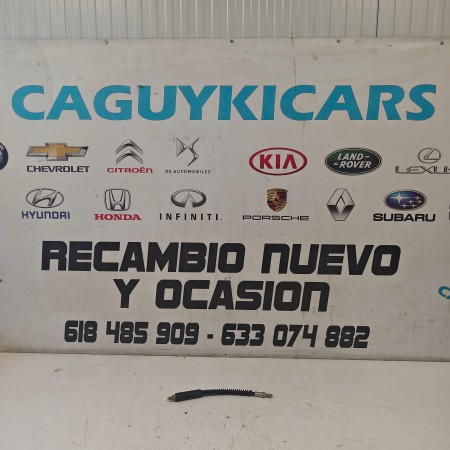 CAGUYKICARS
CHEVROLET CITROËN DS AUTOMOBILES KIA LAND-ROVER LEXUS
HYUNDAI HONDA INFINITI PORSCHE RENAULT SUBARU
RECAMBIO NUEVO
Y OCASION
618 485 909 - 633 074 882